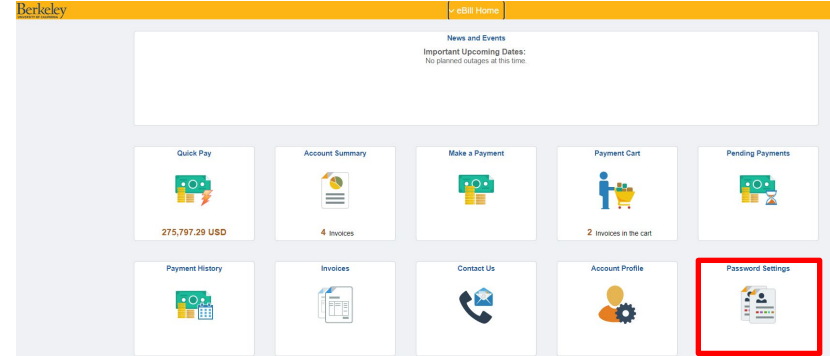 Berkeley
UNIVERSITY OF CALIFORNIA
eBill Home
News and Events
Important Upcoming Dates:
No planned outages at this time
Quick Pay
Account Summary
Make a Payment
Payment Cart
Pending Payments
275,797.29 USD
4 Invoices
2 Invoices in the cart
Payment History
Invoices
Contact Us
Account Profile
Password Settings